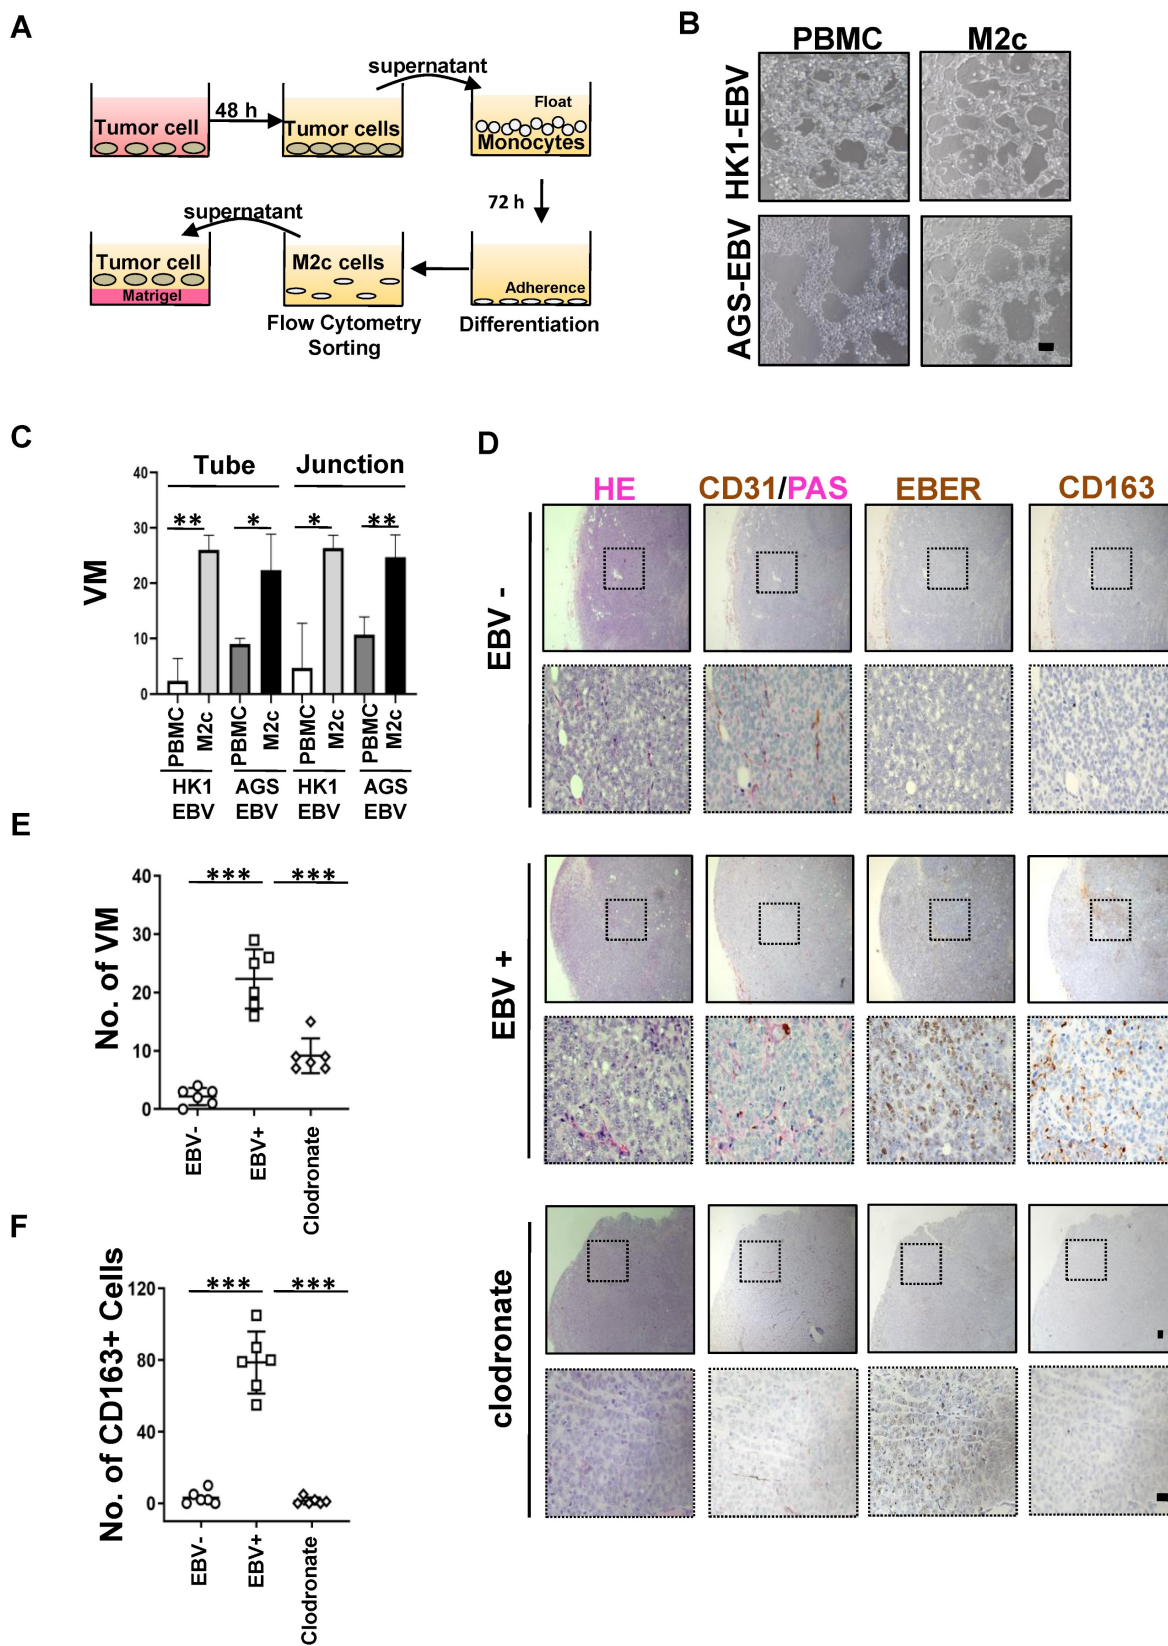 A
supernatant
48 h
Float
Tumor cell
Tumor cells
Monocytes
72 h
supernatant
Tumor cell
Matrigel
M2c cells
Adherence
Flow Cytometry
Sorting
Differentiation
B
PBMC
M2c
HK1-EBV
AGS-EBV
C
Tube
Junction
VM
40
30
20
10
0
**
*
*
**
PBMC
M2c
PBMC
M2c
PBMC
M2c
PBMC
M2c
HK1
EBV
AGS
EBV
HK1
EBV
AGS
EBV
D
HE
CD31/PAS
EBER
CD163
EBV -
EBV +
clodronate
E
No. of VM
40
30
20
10
0
***
***
EBV-
EBV+
Clodronate
F
No. of CD163+ Cells
120
80
40
0
***
***
EBV-
EBV+
Clodronate